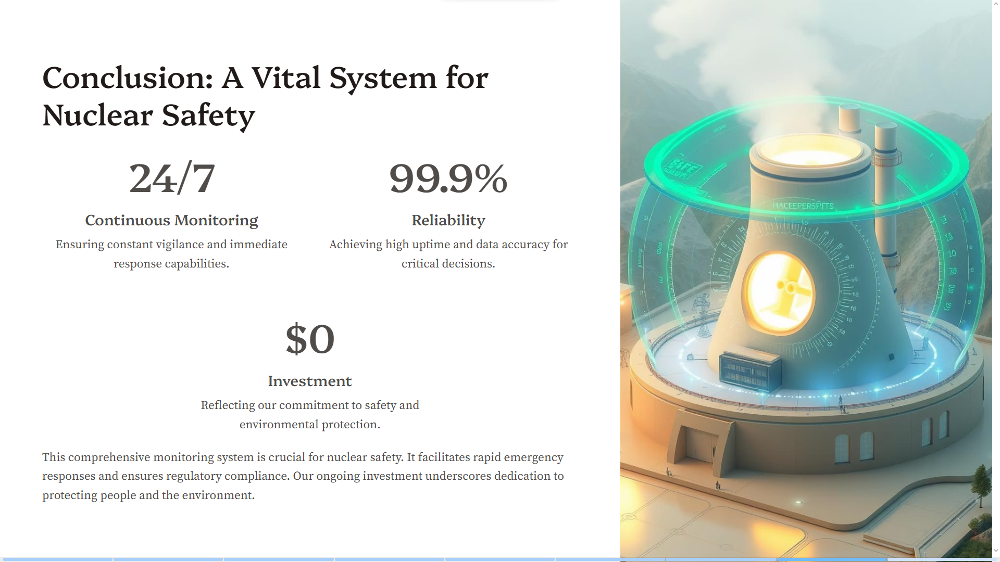 Conclusion: A Vital System for
Nuclear Safety
24/7
Continuous Monitoring
Ensuring constant vigilance and immediate
response capabilities.
99.9%
Reliability
Achieving high uptime and data accuracy for
critical decisions.
$0
Investment
Reflecting our commitment to safety and
environmental protection.
This comprehensive monitoring system is crucial for nuclear safety. It facilitates rapid emergency
responses and ensures regulatory compliance. Our ongoing investment underscores dedication to
protecting people and the environment.